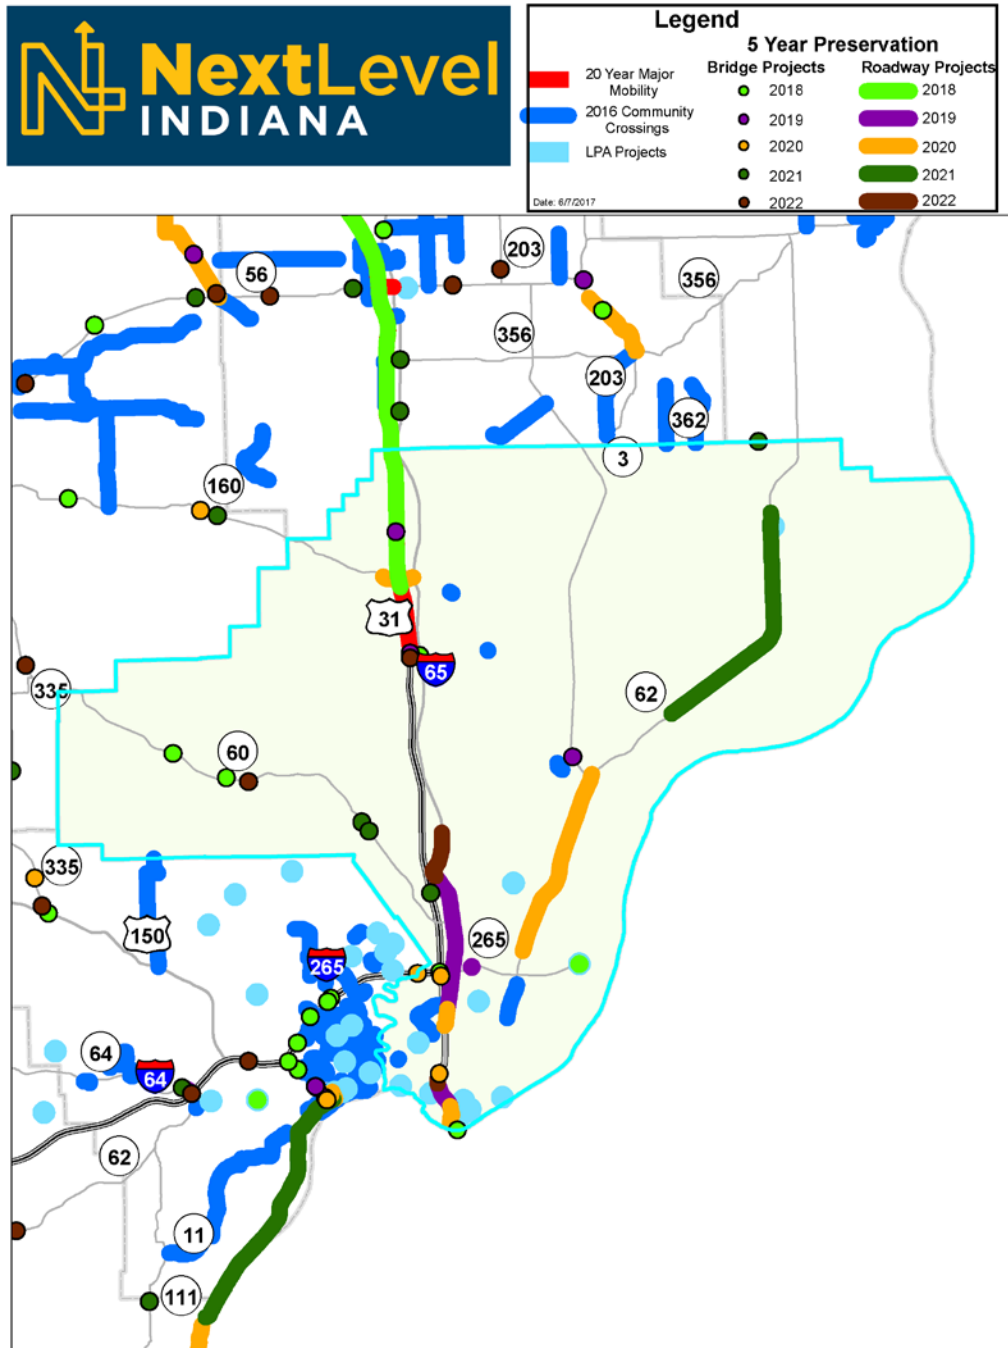 NextLevel
INDIANA
Legend
5 Year Preservation
Bridge Projects
Roadway Projects
20 Year Major
Mobility
2016 Community
Crossings
LPA Projects
2018
2019
2020
2021
2022
2018
2019
2020
2021
2022
Date: 6/7/2017
203
56
356
356
203
362
3
160
31
65
335
62
60
335
150
265
265
64
64
62
11
111